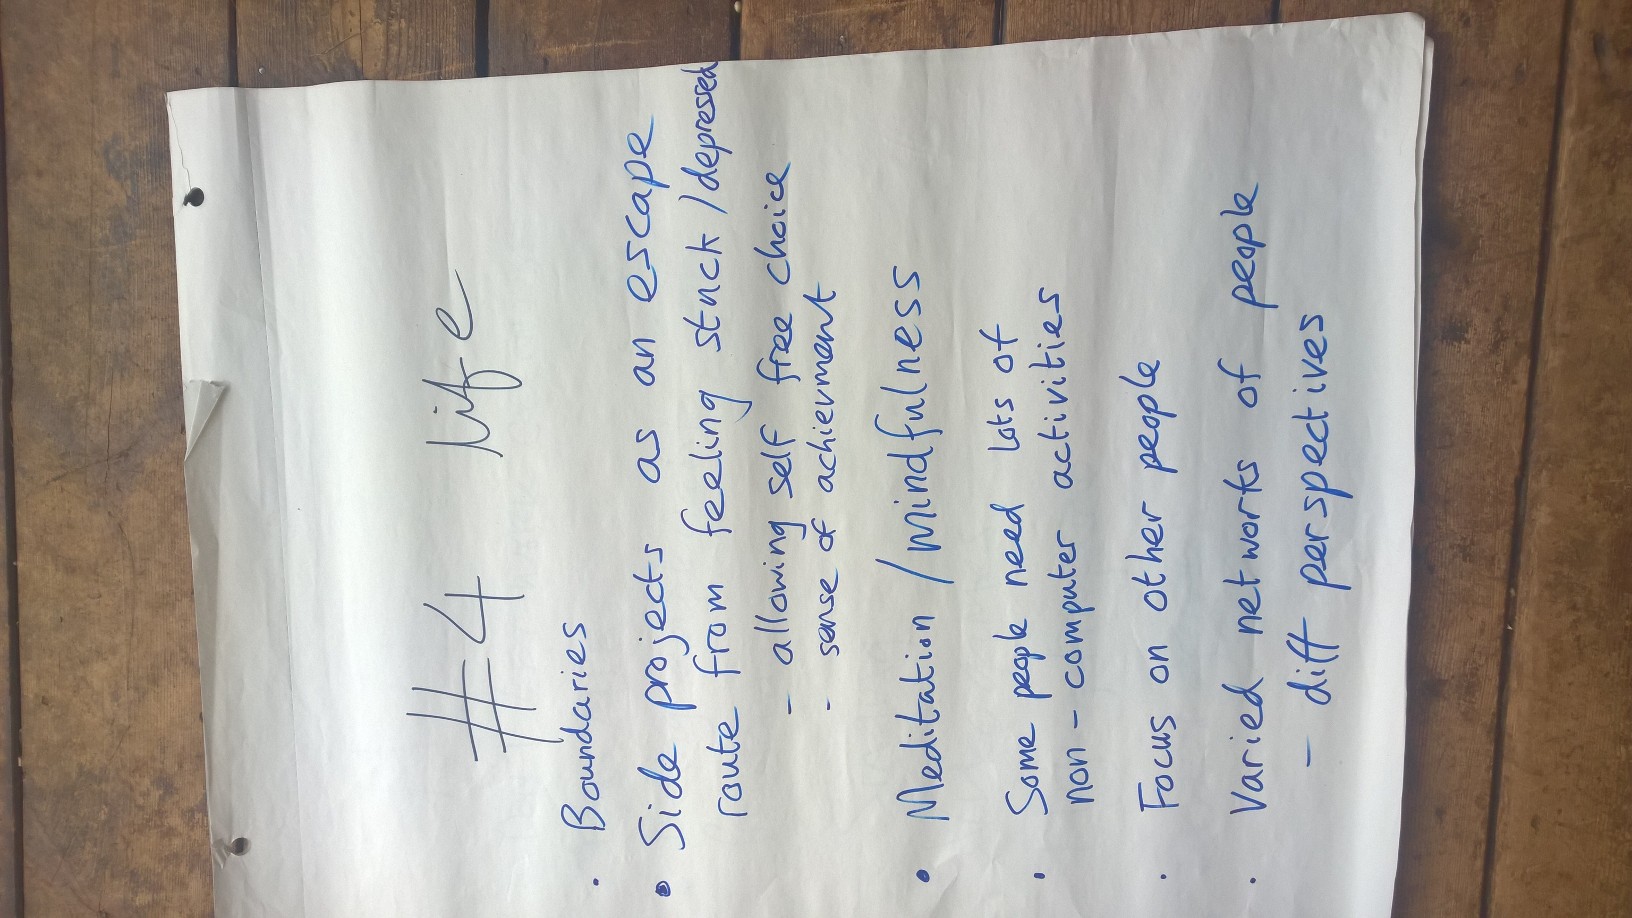 #4 life
• Boundaries
• Side projects as an escape
route from feeling stuck / depressed
- allowing self free choice
- sense of achievment
• Meditation / mindfulness
• Some people need lots of
non - computer activities
• Focus on other people
• Varied networks of people
- diff perspectives